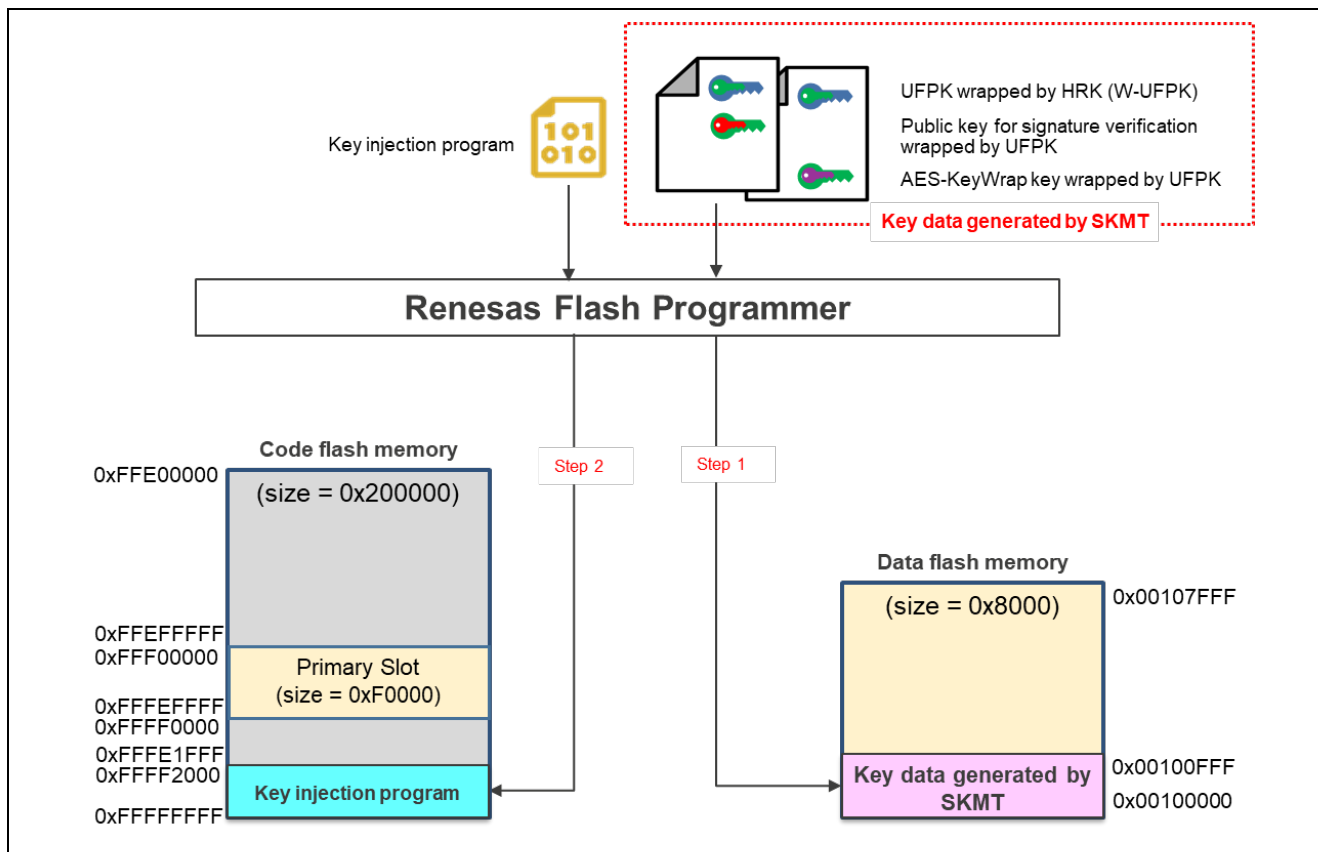 101
010
Key injection program
UFPK wrapped by HRK (W-UFPK)
Public key for signature verification
wrapped by UFPK
AES-KeyWrap key wrapped by UFPK
Key data generated by SKMT
Renesas Flash Programmer
Step 2
Step 1
Code flash memory
0xFFE00000
(size = 0x200000)
0xFFEFFFFF
0xFFF00000
Primary Slot
(size = 0xF0000)
0xFFFEFFFF
0xFFFF0000
0xFFFE1FFF
0xFFFF2000
Key injection program
0xFFFFFFFF
Data flash memory
(size = 0x8000)
0x00107FFF
Key data generated by
SKMT
0x00100FFF
0x00100000